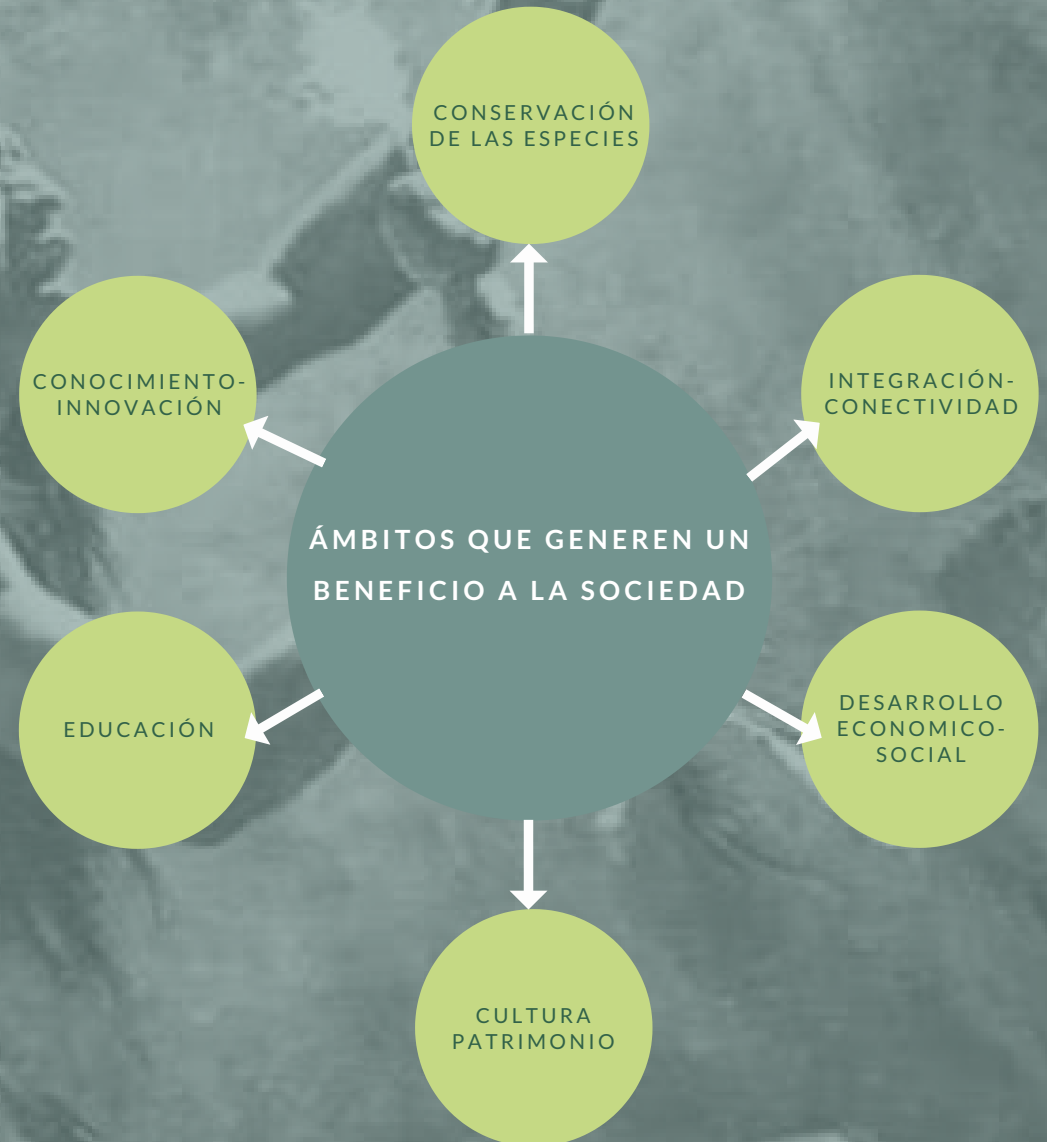 CONSERVACIÓN
DE LAS ESPECIES
CONOCIMIENTO-
INNOVACIÓN
INTEGRACIÓN-
CONECTIVIDAD
ÁMBITOS QUE GENEREN UN
BENEFICIO A LA SOCIEDAD
EDUCACIÓN
DESARROLLO
ECONOMICO-
SOCIAL
CULTURA
PATRIMONIO